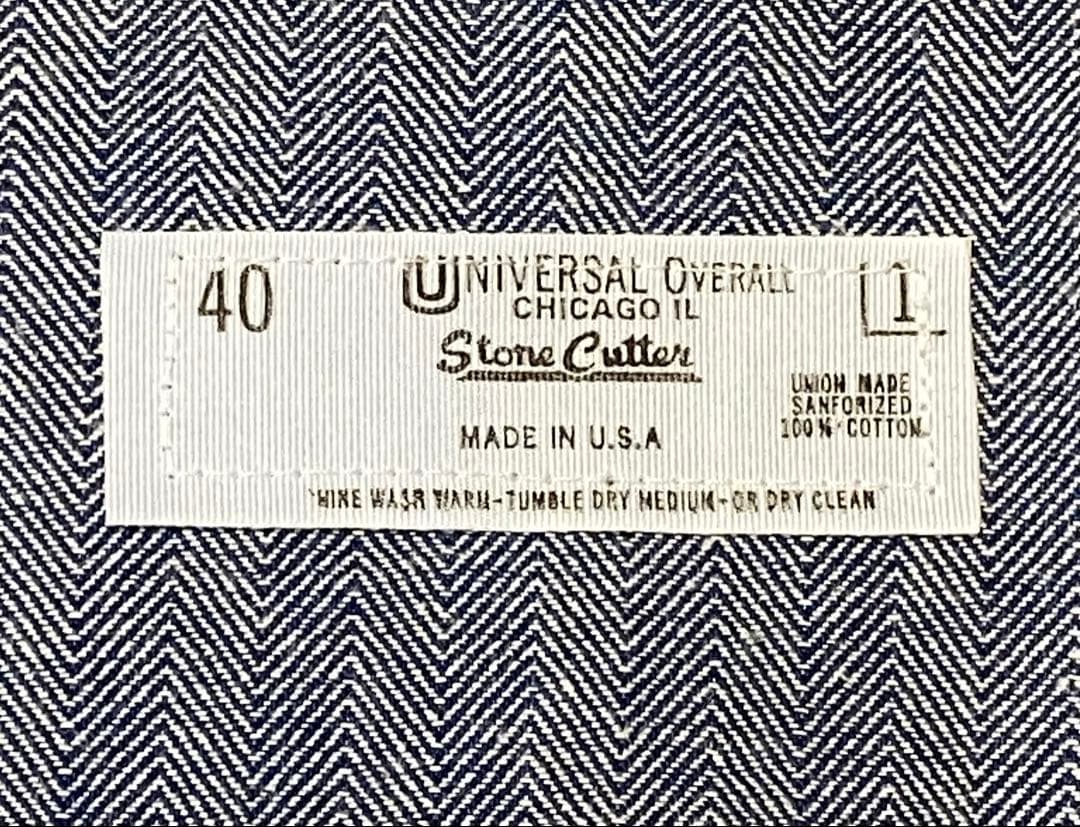 40
UNIVERSAL OVERALL
1
CHICAGO IL
Stone Cutter
UNION MADE
SANFORIZED
100% COTTON
MADE IN U.S.A
WARM-TUMBLE DRY MEDIUM-OR DRY CLEAN